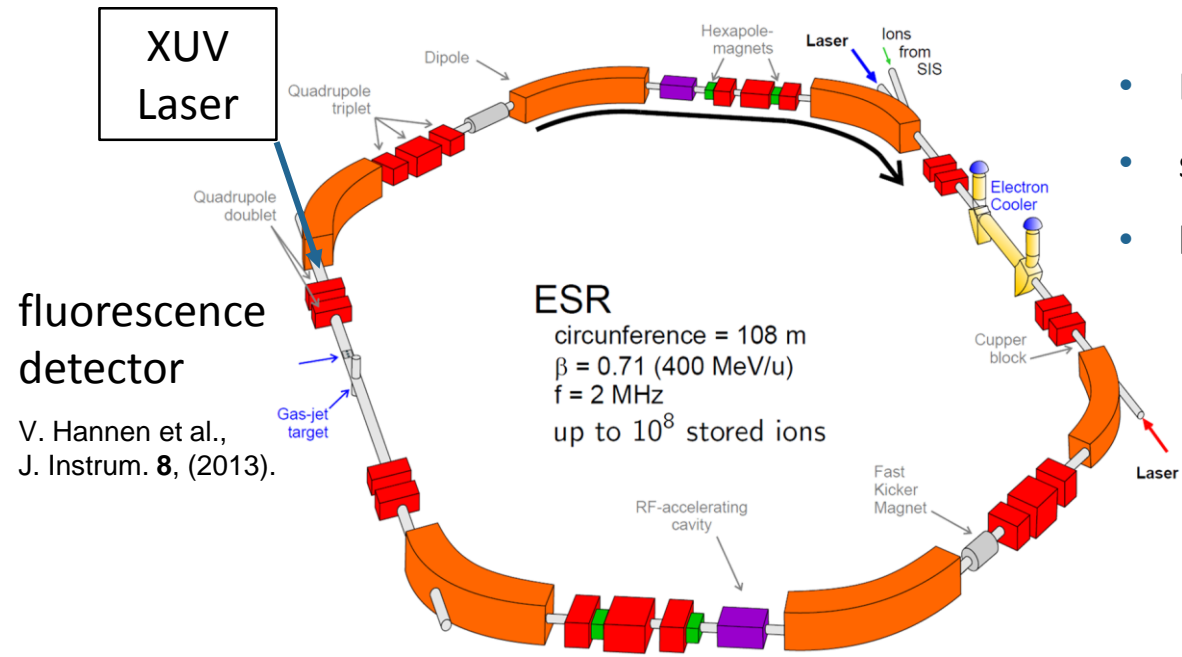 XUV
Laser
Dipole
Hexapole-
magnets
Laser
Ions
from
SIS
Quadrupole
triplet
Quadrupole
doublet
Electron
Cooler
fluorescence
detector
V. Hannen et al.,
J. Instrum. 8, (2013).
Gas-jet
target
ESR
circunference = 108 m
β = 0.71 (400 MeV/u)
f = 2 MHz
up to 10⁸ stored ions
Cupper
block
Laser
Fast
Kicker
Magnet
RF-accelerating
cavity